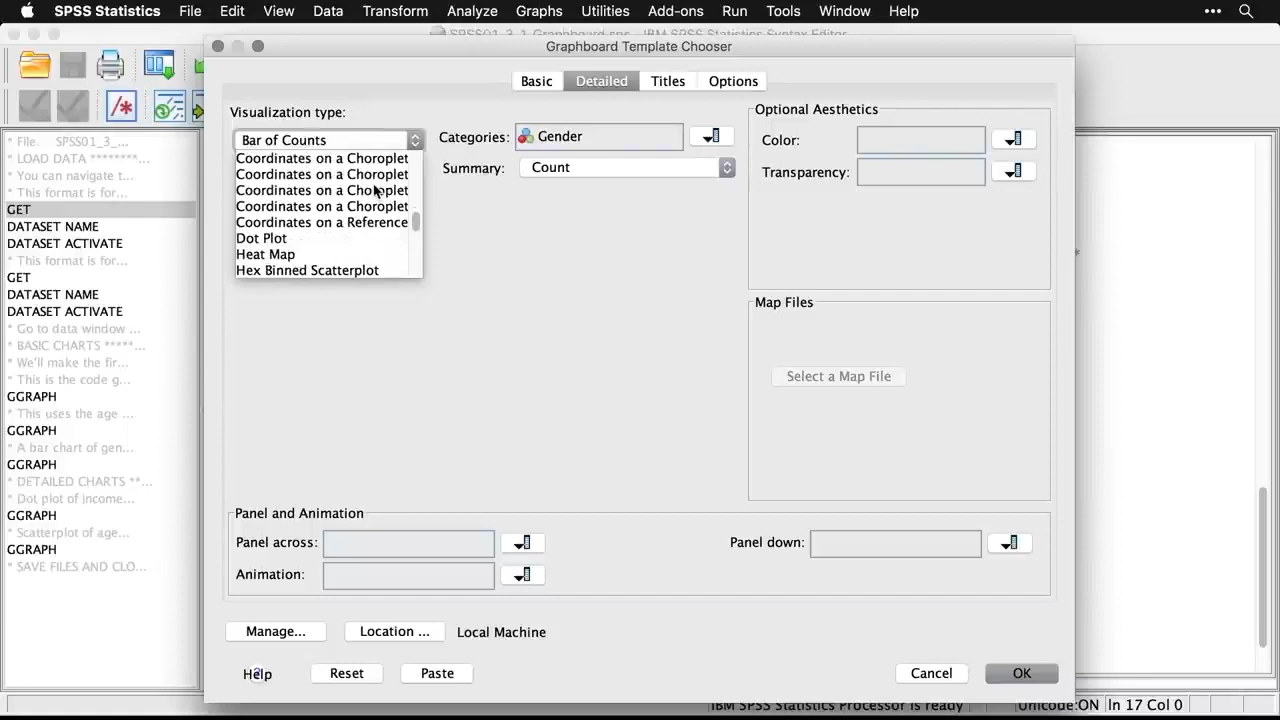 SPSS Statistics File Edit View Data Transform Analyze Graphs Utilities Add-ons Run Tools Window Help
Graphboard Template Chooser
Basic Detailed Titles Options
Visualization type:
Bar of Counts
Coordinates on a Choroplet
Coordinates on a Choroplet
Coordinates on a Choroplet
Coordinates on a Choroplet
Coordinates on a Reference
Dot Plot
Heat Map
Hex Binned Scatterplot
Categories: Gender
Summary: Count
Optional Aesthetics
Color:
Transparency:
Map Files
Select a Map File
Panel and Animation
Panel across:
Panel down:
Animation:
Manage... Location ... Local Machine
Help Reset Paste Cancel OK
* File: SPSS01_3_...
* LOAD DATA ********...
* You can navigate t...
* This format is for...
GET
DATASET NAME
DATASET ACTIVATE
* This format is for...
GET
DATASET NAME
DATASET ACTIVATE
* Go to data window ...
* BASIC CHARTS *****...
* We'll make the fir...
* This is the code g...
GGRAPH
* This uses the age ...
GGRAPH
* A bar chart of gen...
GGRAPH
* DETAILED CHARTS **...
* Dot plot of income...
GGRAPH
* Scatterplot of age...
GGRAPH
* SAVE FILES AND CLO...
IBM SPSS Statistics Processor is ready Unicode:ON In 17 Col 0